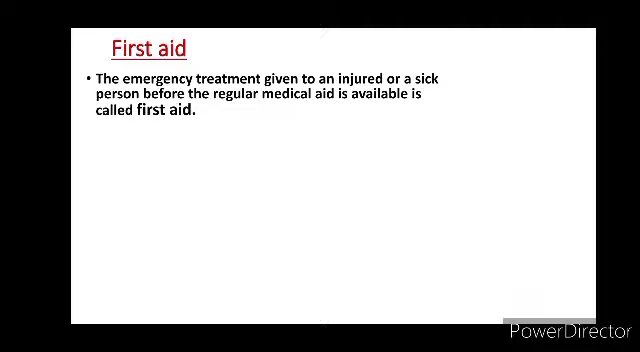 First aid
• The emergency treatment given to an injured or a sick
person before the regular medical aid is available is
called first aid.
PowerDirector